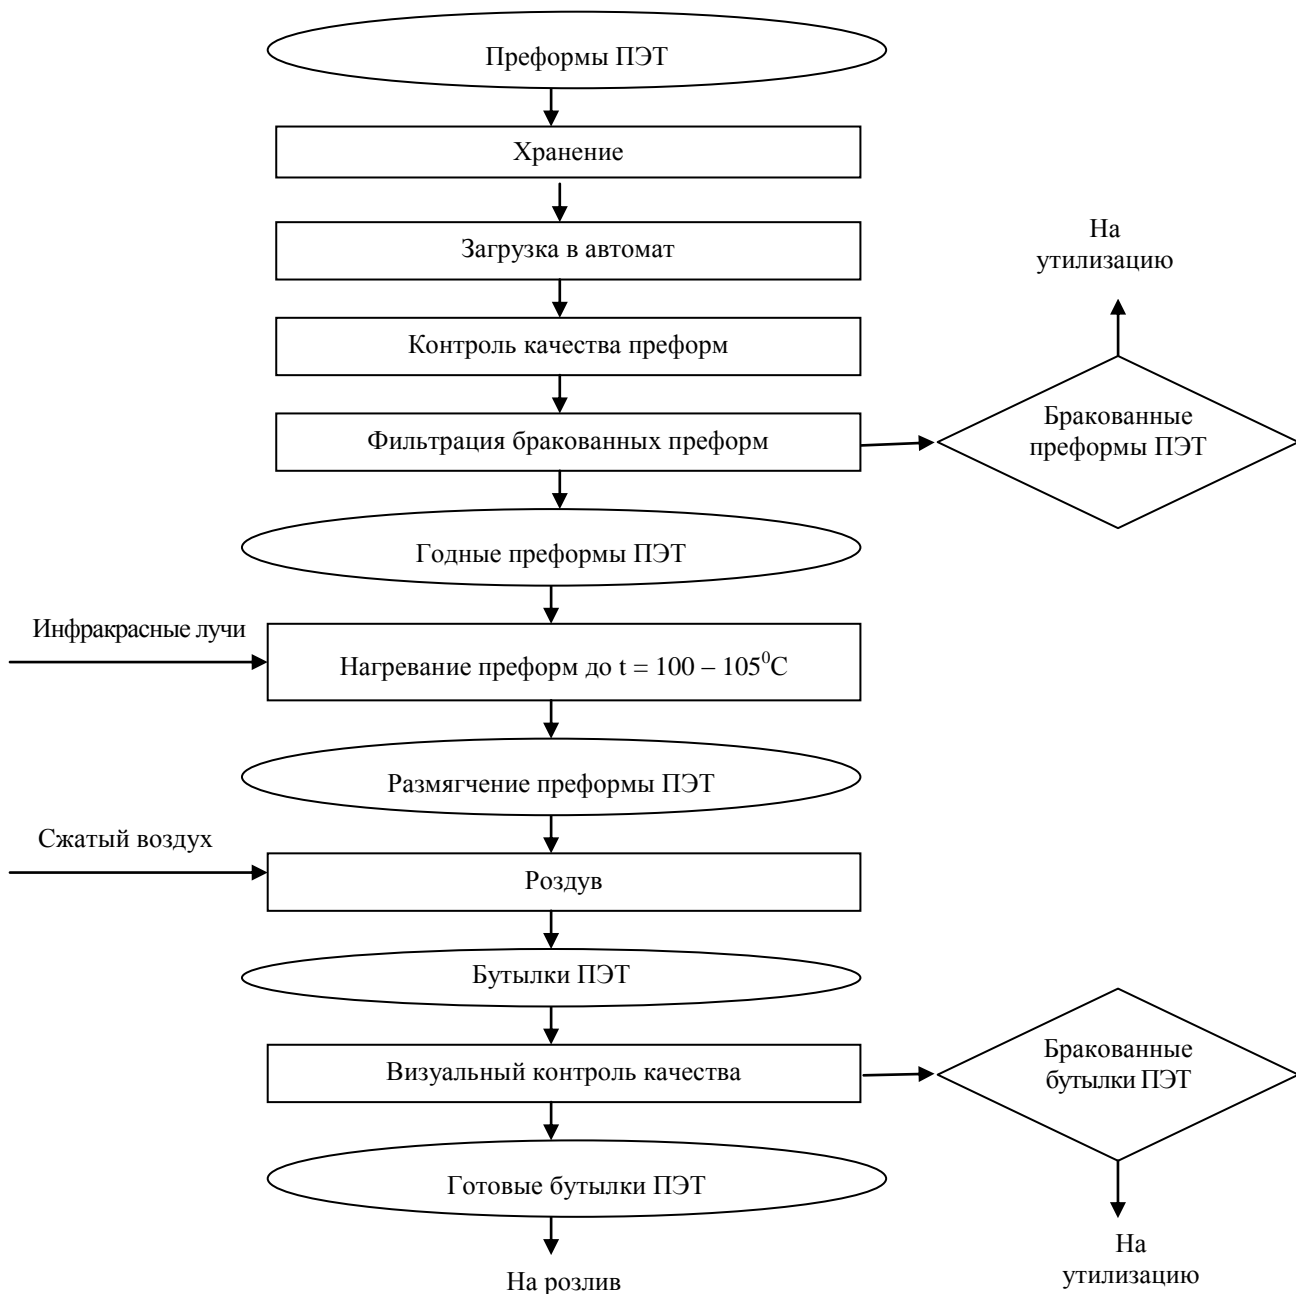 Преформы ПЭТ
Хранение
Загрузка в автомат
На
утилизацию
Контроль качества преформ
Фильтрация бракованных преформ
Бракованные
преформы ПЭТ
Годные преформы ПЭТ
Инфракрасные лучи
Нагревание преформ до t = 100 – 105⁰С
Размягчение преформы ПЭТ
Сжатый воздух
Роздув
Бутылки ПЭТ
Визуальный контроль качества
Бракованные
бутылки ПЭТ
Готовые бутылки ПЭТ
На розлив
На
утилизацию